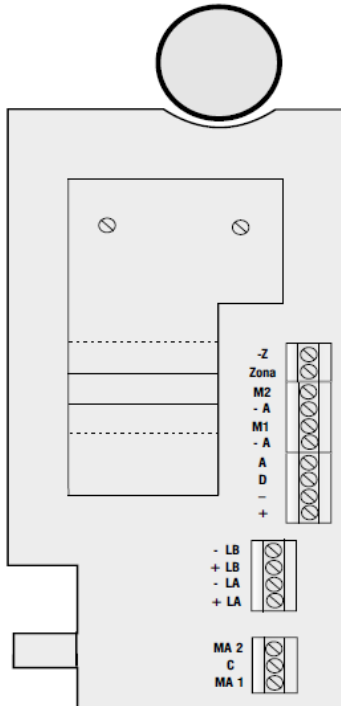 -Z
Zona
M2
- A
M1
- A
A
D
–
+
- LB
+ LB
- LA
+ LA
MA 2
C
MA 1